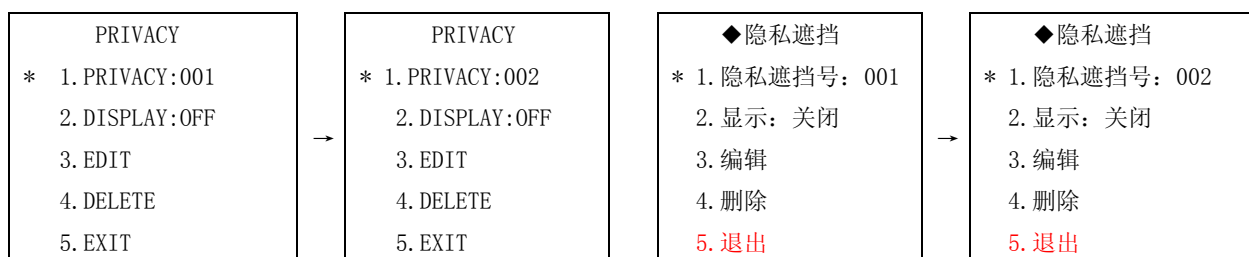 PRIVACY
* 1.PRIVACY:001
2.DISPLAY:OFF
3.EDIT
4.DELETE
5.EXIT
→
PRIVACY
* 1.PRIVACY:002
2.DISPLAY:OFF
3.EDIT
4.DELETE
5.EXIT
◆隐私遮挡
* 1.隐私遮挡号：001
2.显示：关闭
3.编辑
4.删除
5.退出
→
◆隐私遮挡
* 1.隐私遮挡号：002
2.显示：关闭
3.编辑
4.删除
5.退出